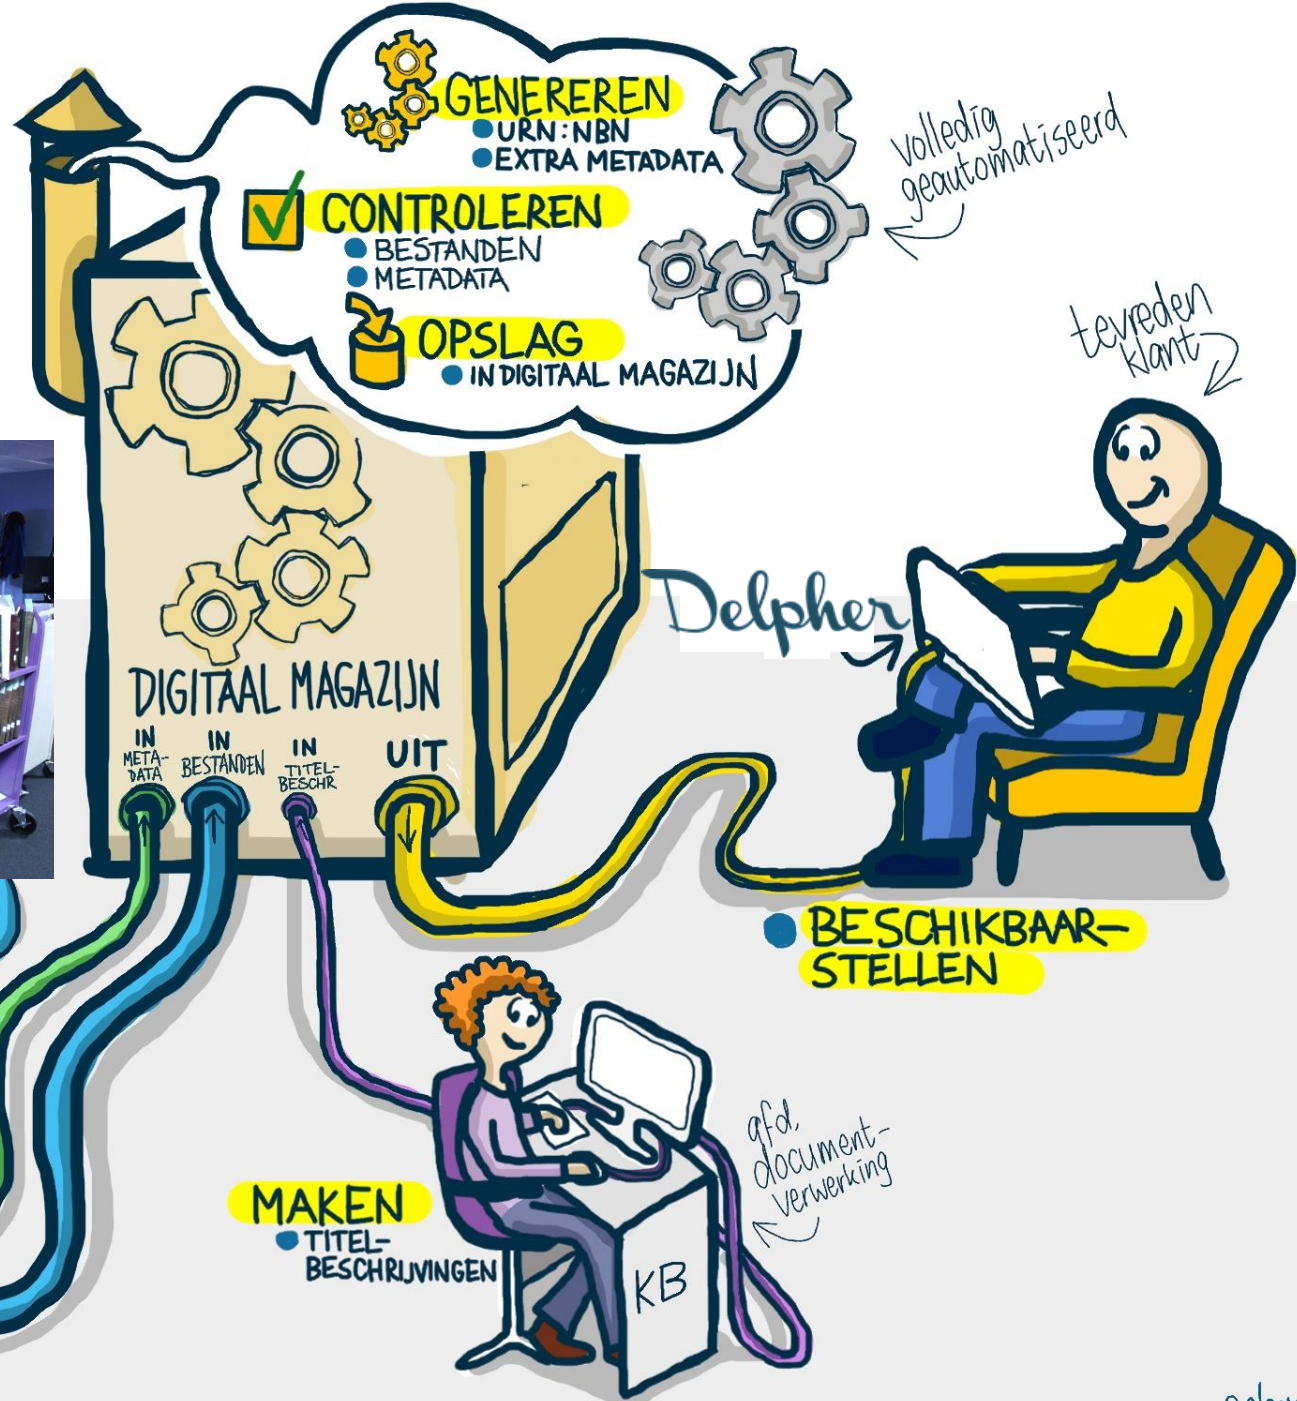 GENEREREN
URN:NBN
EXTRA METADATA
volledig
geautomatiseerd
CONTROLEREN
BESTANDEN
METADATA
OPSLAG
IN DIGITAAL MAGAZIJN
tevreden
klant
Delpher
DIGITAAL MAGAZIJN
IN
META-
DATA
IN
BESTANDEN
IN
TITEL-
BESCHR
UIT
BESCHIKBAAR-
STELLEN
afd.
document-
verwerking
MAKEN
TITEL-
BESCHRIJVINGEN
KB